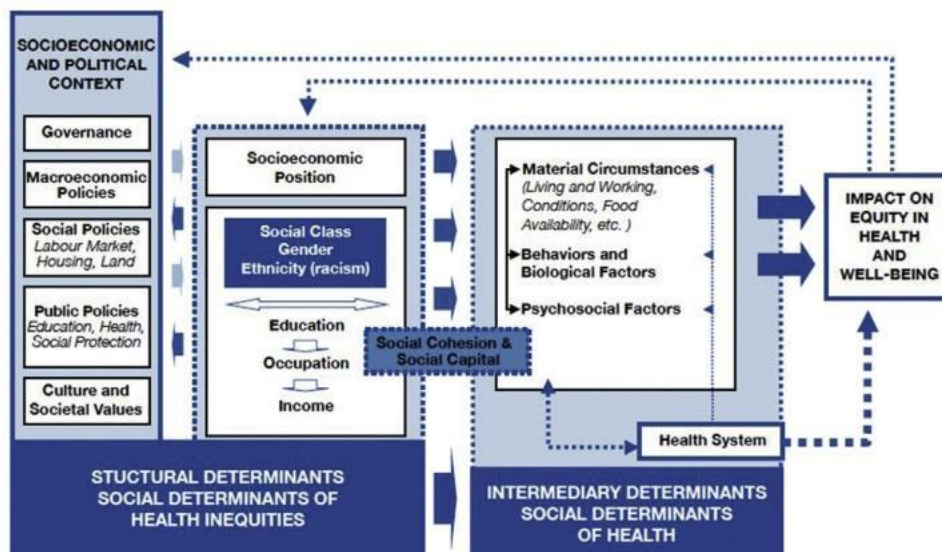 SOCIOECONOMIC
AND POLITICAL
CONTEXT
Governance
Macroeconomic
Policies
Social Policies
Labour Market,
Housing, Land
Public Policies
Education, Health,
Social Protection
Culture and
Societal Values
Socioeconomic
Position
Social Class
Gender
Ethnicity (racism)
Education
Occupation
Income
Social Cohesion &
Social Capital
Material Circumstances
(Living and Working,
Conditions, Food
Availability, etc. )
Behaviors and
Biological Factors
Psychosocial Factors
Health System
IMPACT ON
EQUITY IN
HEALTH
AND
WELL-BEING
STUCTURAL DETERMINANTS
SOCIAL DETERMINANTS OF
HEALTH INEQUITIES
INTERMEDIARY DETERMINANTS
SOCIAL DETERMINANTS
OF HEALTH